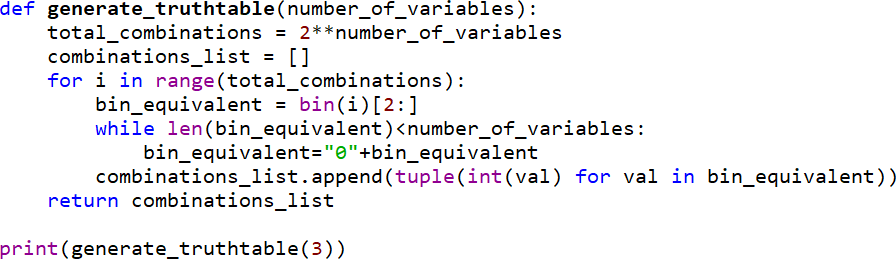 def generate_truthtable(number_of_variables):
    total_combinations = 2**number_of_variables
    combinations_list = []
    for i in range(total_combinations):
        bin_equivalent = bin(i)[2:]
        while len(bin_equivalent)<number_of_variables:
            bin_equivalent="0"+bin_equivalent
        combinations_list.append(tuple(int(val) for val in bin_equivalent))
    return combinations_list

print(generate_truthtable(3))